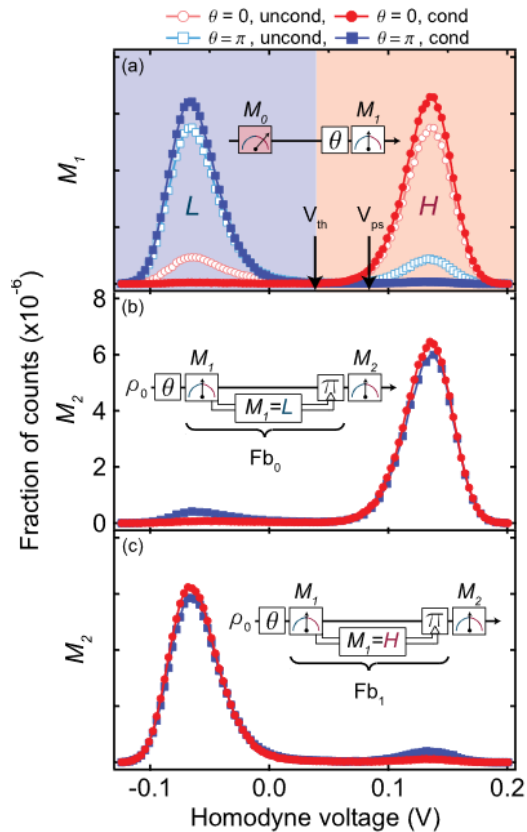 θ = 0, uncond, θ = 0, cond
θ = π , uncond, θ = π, cond
(a)
M₀ M₁
θ
L V_th V_ps H
M₁
(b)
8
6
4
2
0
M₁ M₂
ρ₀ θ π
M₁=L
Fb₀
M₂
Fraction of counts (x10⁻⁶)
(c)
M₁ M₂
ρ₀ θ π
M₁=H
Fb₁
M₂
-0.1 0.0 0.1 0.2
Homodyne voltage (V)